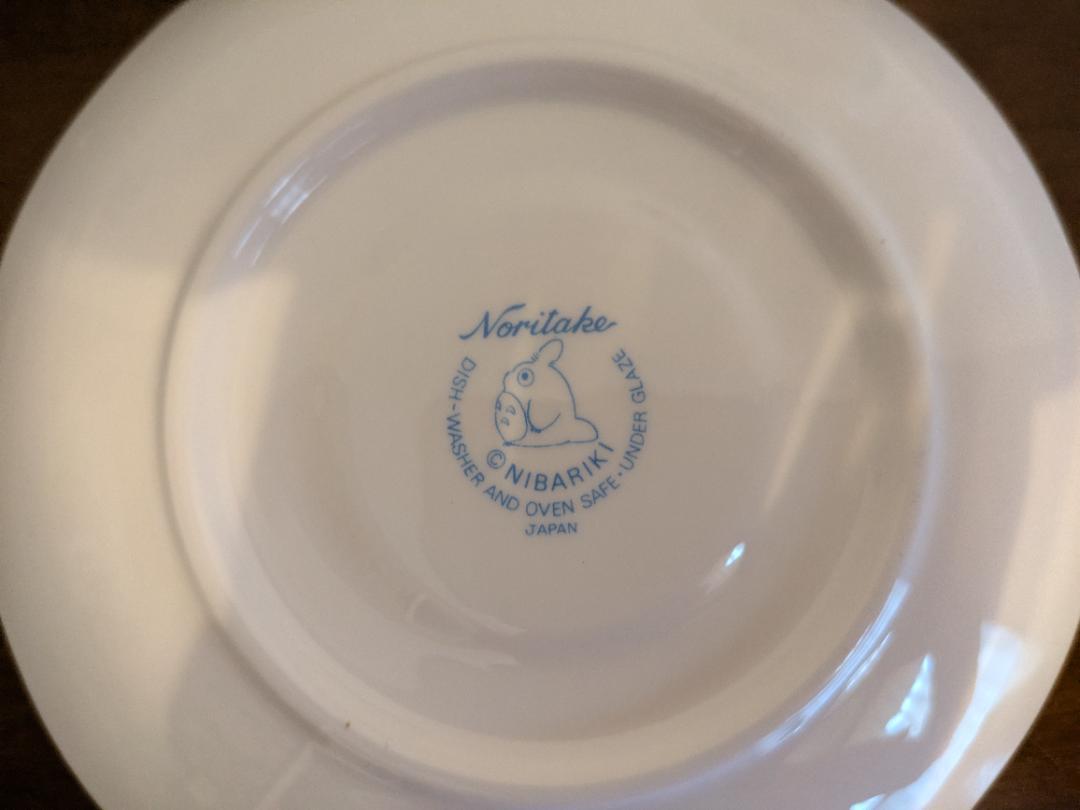 Noritake
© NIBARIKI
DISH-WASHER AND OVEN SAFE·UNDER GLAZE
JAPAN